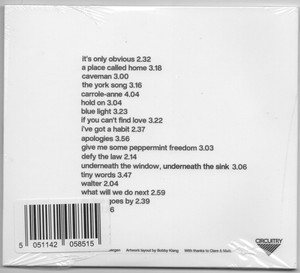 it's only obvious 2.32
a place called home 3.18
caveman 3.00
the york song 3.16
carrole-anne 4.04
hold on 3.04
blue light 3.23
if you can't find love 3.22
i've got a habit 2.37
apologies 3.56
give me some peppermint freedom 3.03
defy the law 2.14
underneath the window, underneath the sink 3.06
tiny words 3.47
walter 2.04
what will we do next 2.59
goes by 2.39
5 051142 058515
Artwork layout by Bobby
With thanks to Clare &
CIRCUITRY